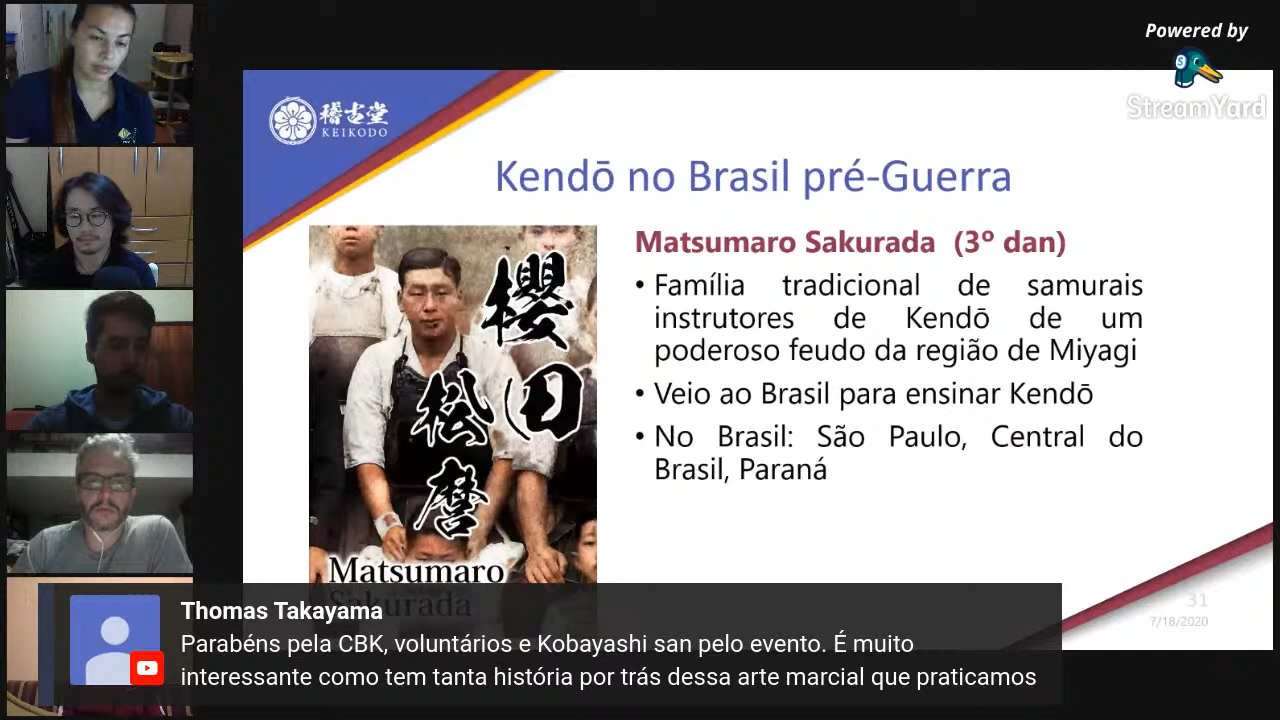 Powered by
StreamYard
稽古堂
KEIKODO
Kendō no Brasil pré-Guerra
櫻田
松麿
Matsumaro
Sakurada
Matsumaro Sakurada (3º dan)
• Família tradicional de samurais
instrutores de Kendō de um
poderoso feudo da região de Miyagi
• Veio ao Brasil para ensinar Kendō
• No Brasil: São Paulo, Central do
Brasil, Paraná
31
7/18/2020
Thomas Takayama
Parabéns pela CBK, voluntários e Kobayashi san pelo evento. É muito
interessante como tem tanta história por trás dessa arte marcial que praticamos